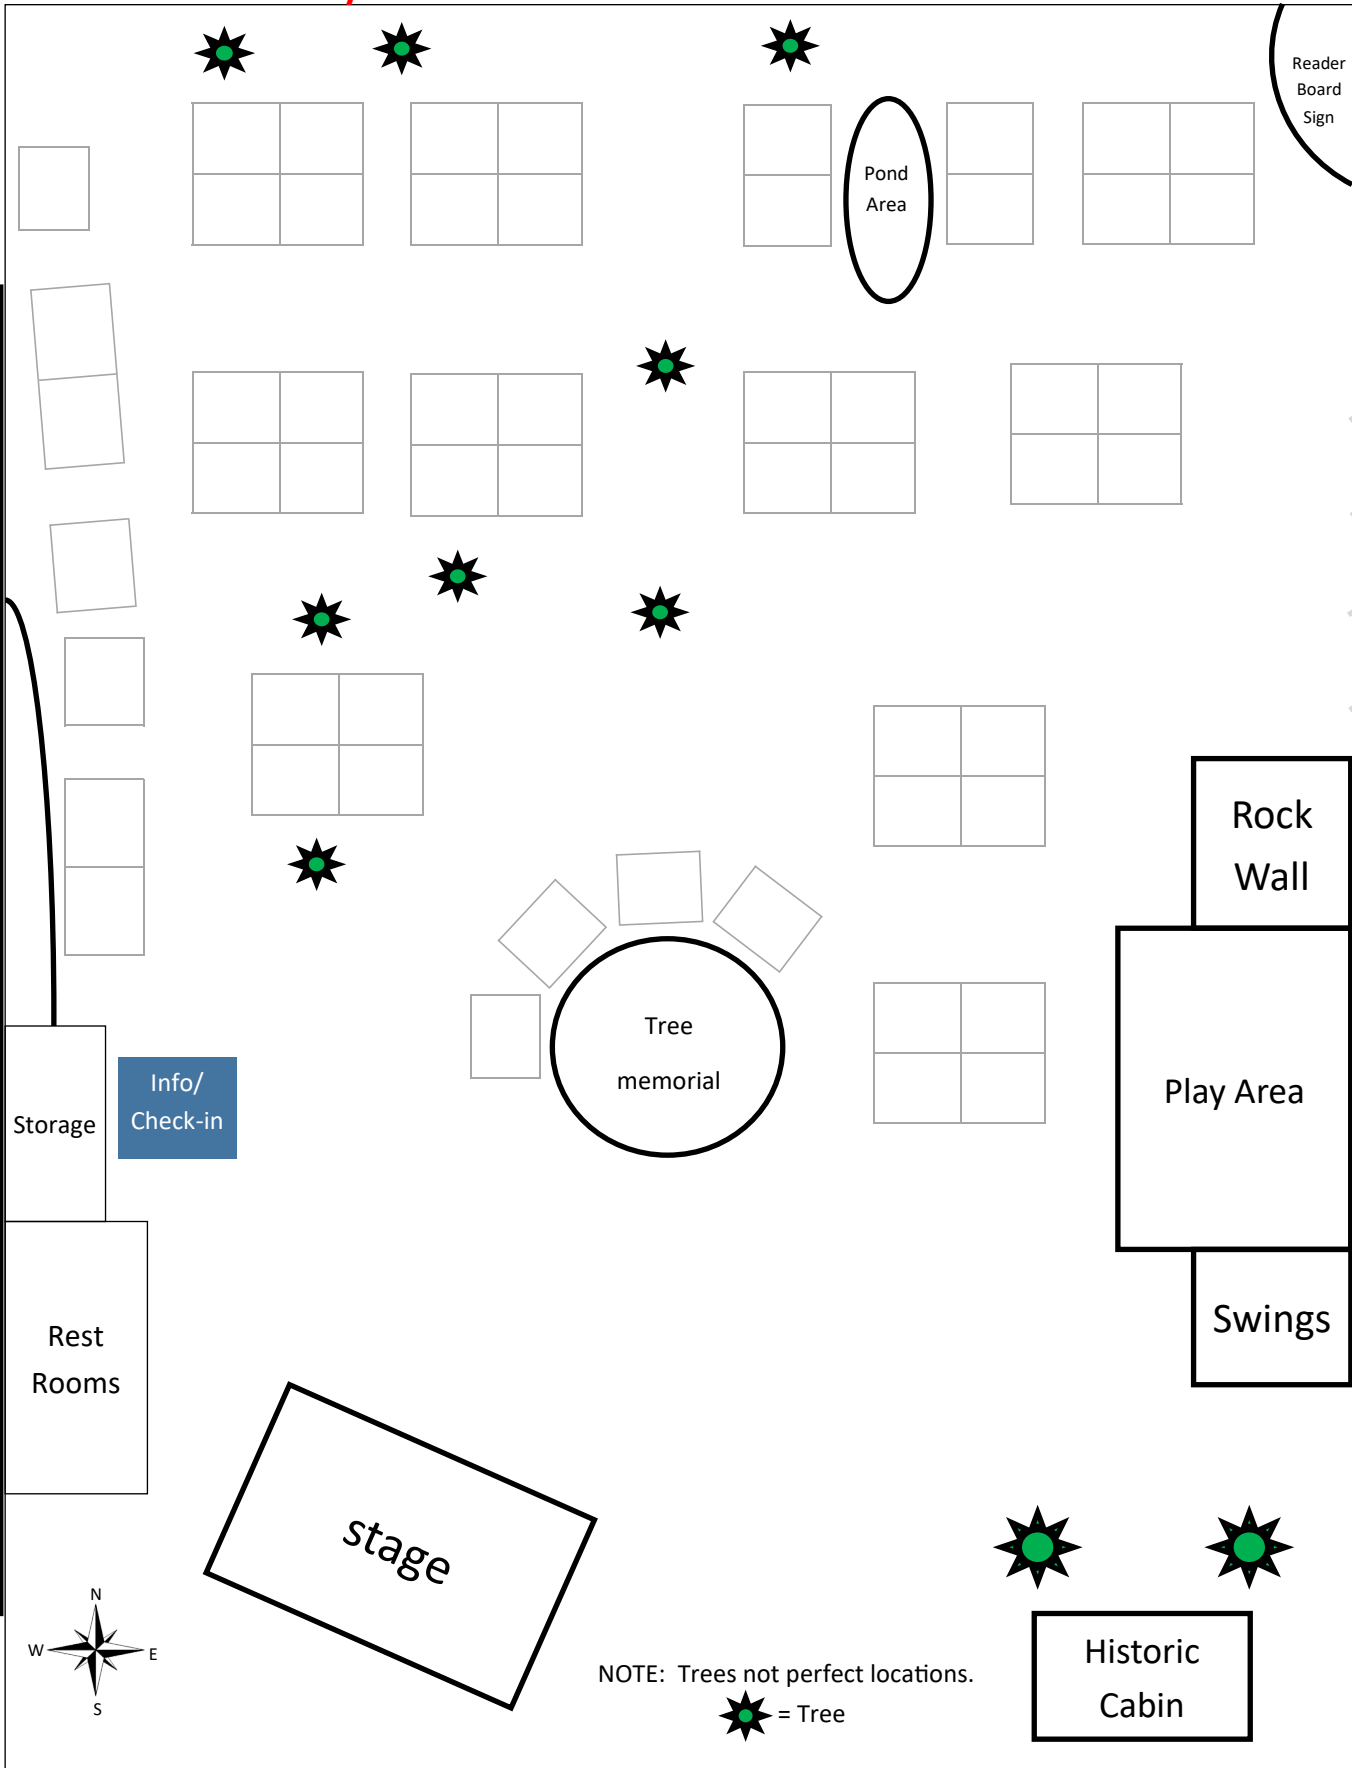 Reader
Board
Sign
Pond
Area
Rock
Wall
Tree
memorial
Info/
Check-in
Storage
Play Area
Rest
Rooms
Swings
stage
N
W
E
S
NOTE:  Trees not perfect locations.
= Tree
Historic
Cabin